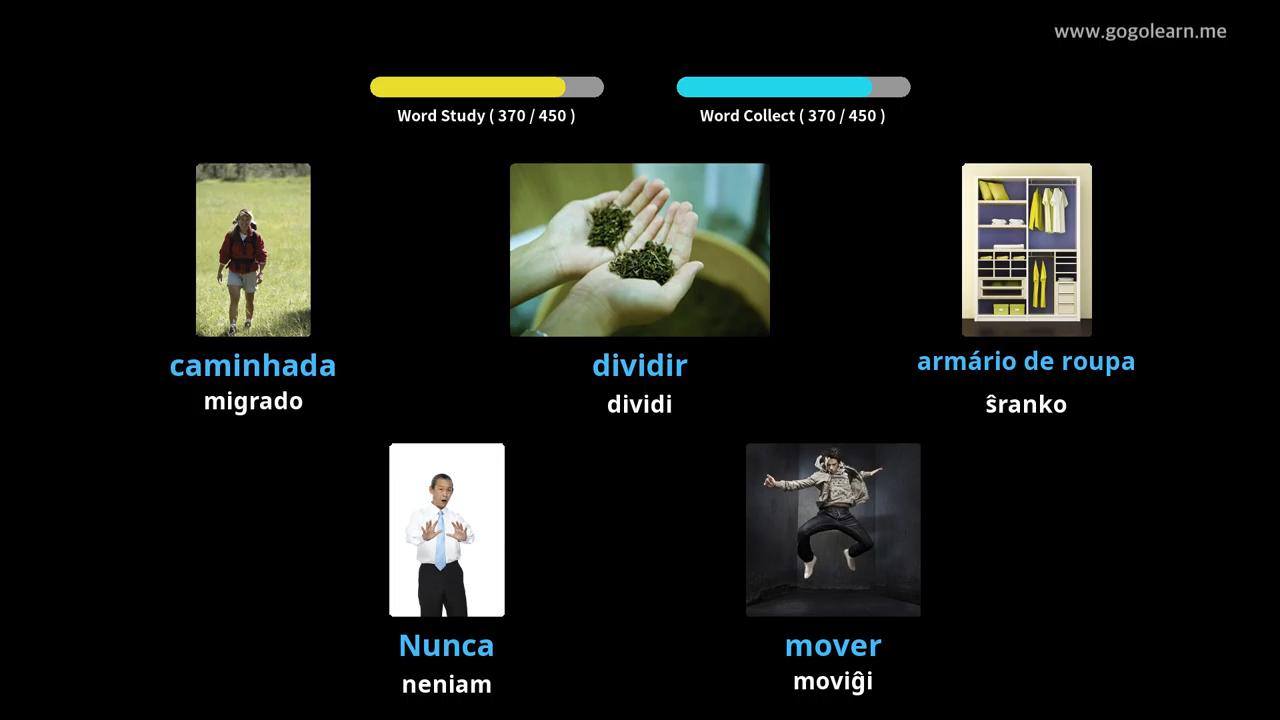 www.gogolearn.me
Word Study ( 370 / 450 )
Word Collect ( 370 / 450 )
caminhada
migrado
dividir
dividi
armário de roupa
ŝranko
Nunca
neniam
mover
moviĝi